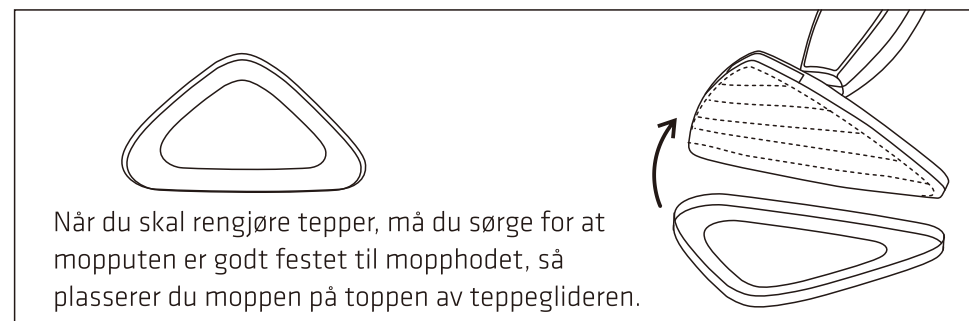 Når du skal rengjøre tepper, må du sørge for at
mopputen er godt festet til mopphodet, så
plasserer du moppen på toppen av teppeglideren.